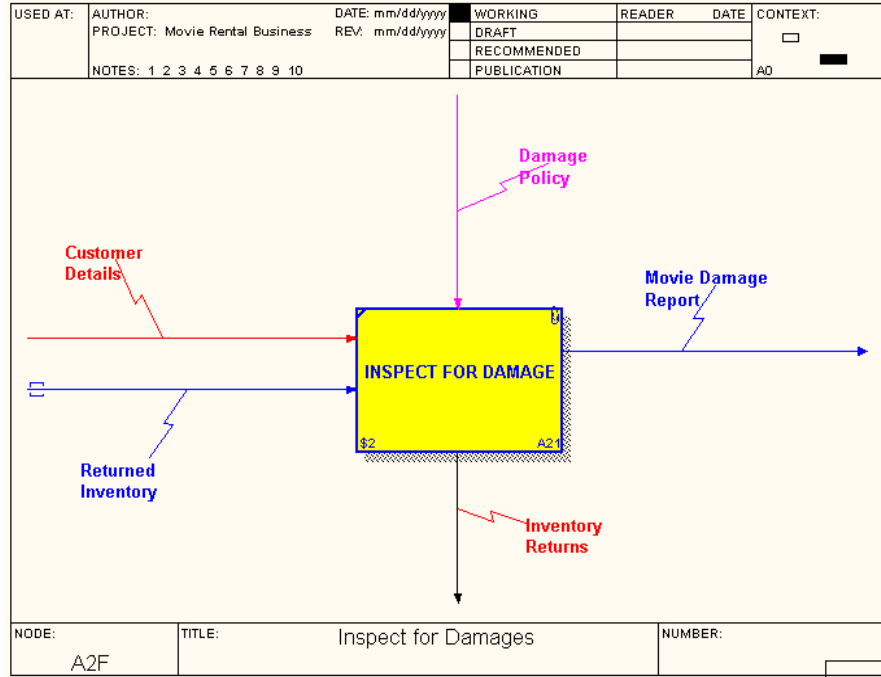 USED AT:
AUTHOR:
DATE: mm/dd/yyyy
PROJECT: Movie Rental Business
REV: mm/dd/yyyy
NOTES: 1 2 3 4 5 6 7 8 9 10
WORKING
DRAFT
RECOMMENDED
PUBLICATION
READER DATE
CONTEXT:
A0
Damage
Policy
Customer
Details
Movie Damage
Report
INSPECT FOR DAMAGE
$2
A21
Returned
Inventory
Inventory
Returns
NODE:
A2F
TITLE:
Inspect for Damages
NUMBER: